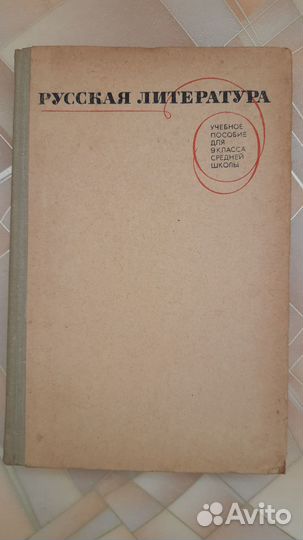 РУССКАЯ ЛИТЕРАТУРА
УЧЕБНОЕ
ПОСОБИЕ
ДЛЯ
9 КЛАССА
СРЕДНЕЙ
ШКОЛЫ
Avito